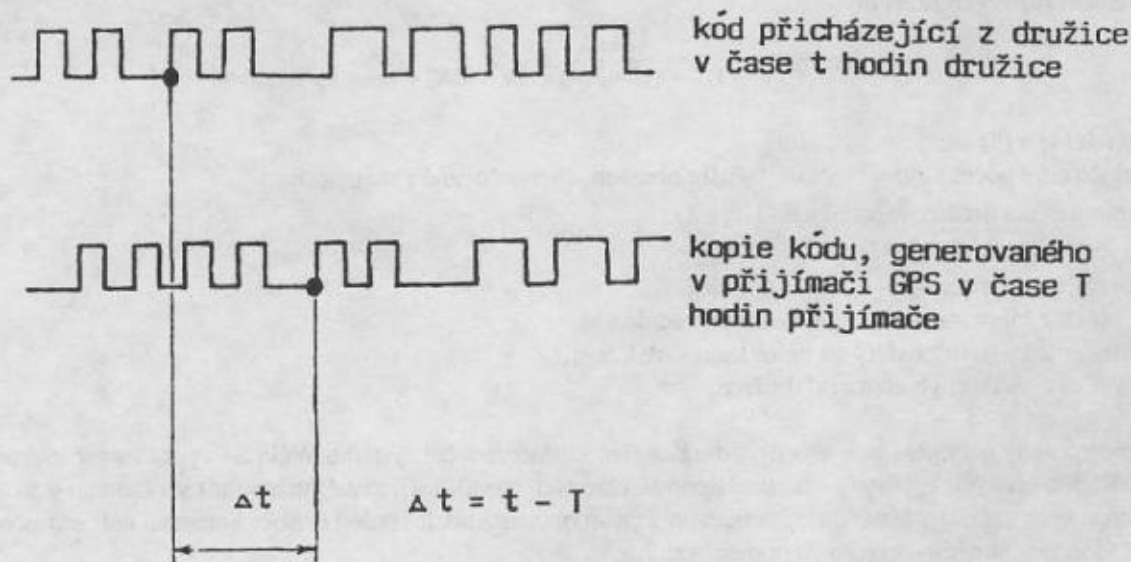 kód přicházející z družice
v čase t hodin družice
kopie kódu, generovaného
v přijímači GPS v čase T
hodin přijímače
Δt Δt = t - T